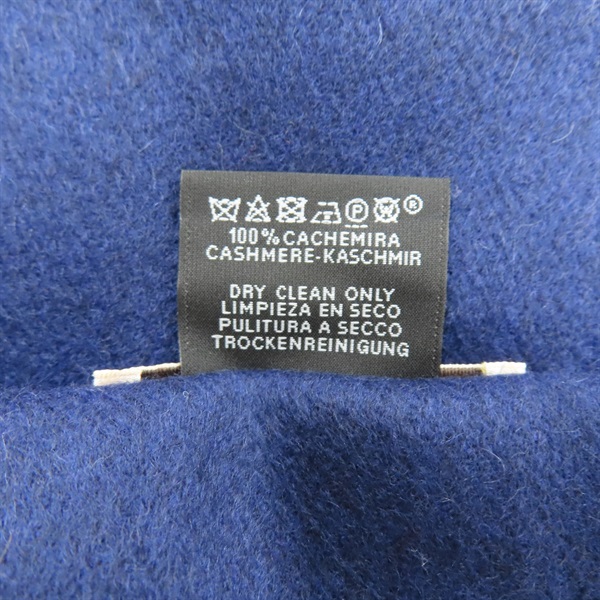 ®
100% CACHEMIRA
CASHMERE-KASCHMIR
DRY CLEAN ONLY
LIMPIEZA EN SECO
PULITURA A SECCO
TROCKENREINIGUNG